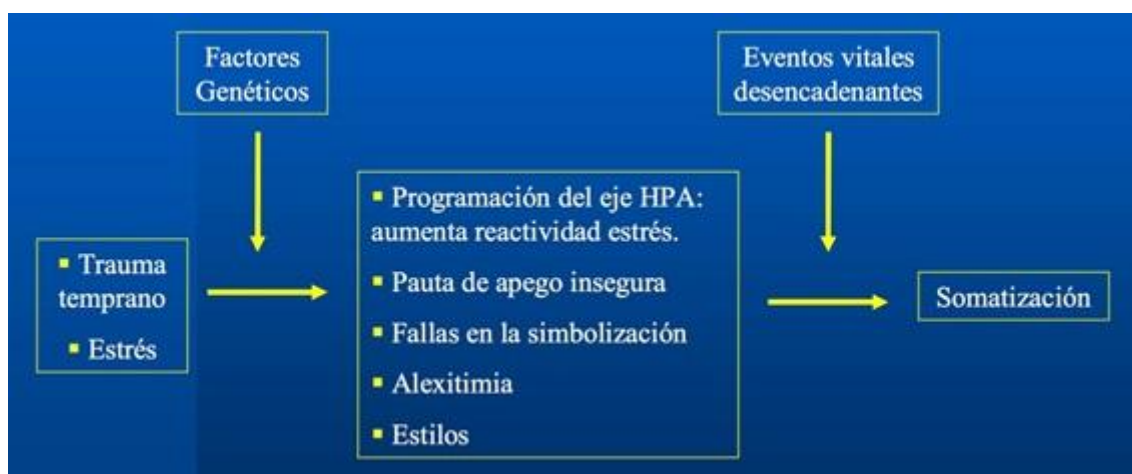 Factores
Genéticos
Eventos vitales
desencadenantes
▪ Trauma
temprano
▪ Estrés
▪ Programación del eje HPA:
aumenta reactividad estrés.
▪ Pauta de apego insegura
▪ Fallas en la simbolización
▪ Alexitimia
▪ Estilos
Somatización